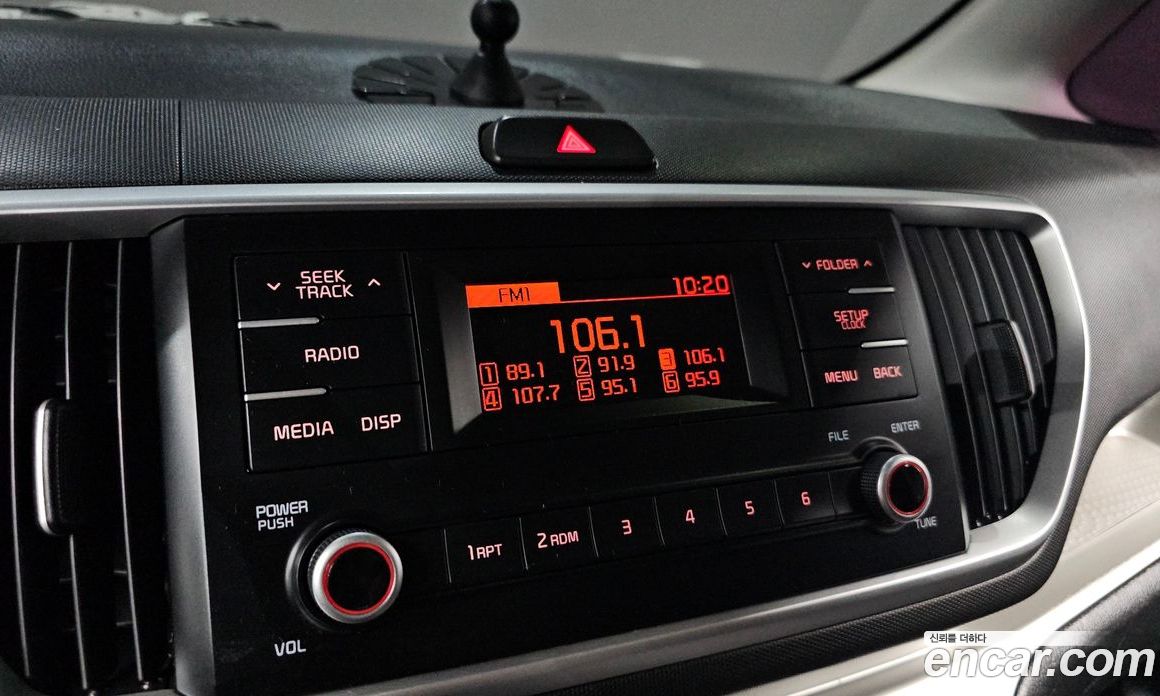 SEEK
TRACK
RADIO
MEDIA DISP
FM1 10:20
106.1
1 89.1 2 91.9 3 106.1
4 107.7 5 95.1 6 95.9
FOLDER
SETUP
CLOCK
MENU BACK
FILE ENTER
TUNE
POWER
PUSH
VOL
1 RPT 2 RDM 3 4 5 6
신뢰를 더하다
encar.com